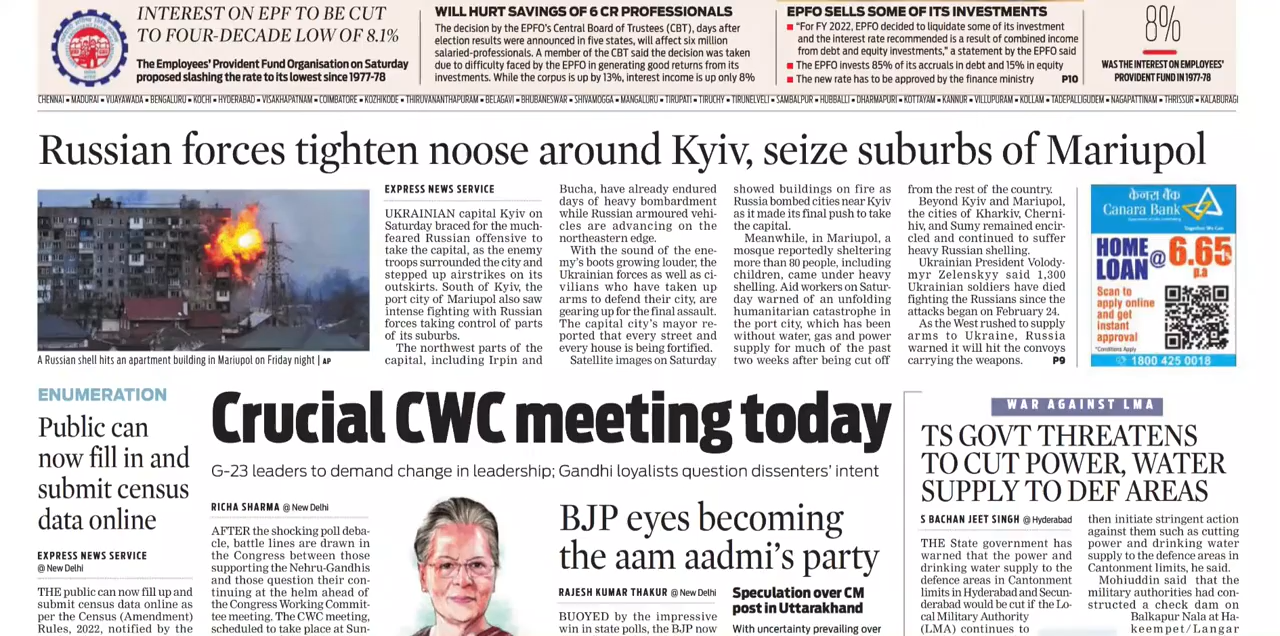 INTEREST ON EPF TO BE CUT
TO FOUR-DECADE LOW OF 8.1%
The Employees' Provident Fund Organisation on Saturday
proposed slashing the rate to its lowest since 1977-78
WILL HURT SAVINGS OF 6 CR PROFESSIONALS
The decision by the EPFO's Central Board of Trustees (CBT), days after
election results were announced in five states, will affect six million
salaried-professionals. A member of the CBT said the decision was taken
due to difficulty faced by the EPFO in generating good returns from its
investments. While the corpus is up by 13%, interest income is up only 8%
EPFO SELLS SOME OF ITS INVESTMENTS
■ "For FY 2022, EPFO decided to liquidate some of its investment
and the interest rate recommended is a result of combined income
from debt and equity investments," a statement by the EPFO said
■ The EPFO invests 85% of its accruals in debt and 15% in equity
■ The new rate has to be approved by the finance ministry P10
8%
WAS THE INTEREST ON EMPLOYEES'
PROVIDENT FUND IN 1977-78
CHENNAI ■ MADURAI ■ VIJAYAWADA ■ BENGALURU ■ KOCHI ■ HYDERABAD ■ VISAKHAPATNAM ■ COIMBATORE ■ KOZHIKODE ■ THIRUVANANTHAPURAM ■ BELAGAVI ■ BHUBANESWAR ■ SHIVAMOGGA ■ MANGALURU ■ TIRUPATI ■ TIRUCHY ■ TIRUNELVELI ■ SAMBALPUR ■ HUBBALLI ■ DHARMAPURI ■ KOTTAYAM ■ KANNUR ■ VILLUPURAM ■ KOLLAM ■ TADEPALLIGUDEM ■ NAGAPATTINAM ■ THRISSUR ■ KALABURAGI
Russian forces tighten noose around Kyiv, seize suburbs of Mariupol
A Russian shell hits an apartment building in Mariupol on Friday night | AP
EXPRESS NEWS SERVICE
UKRAINIAN capital Kyiv on
Saturday braced for the much-
feared Russian offensive to
take the capital, as the enemy
troops surrounded the city and
stepped up airstrikes on its
outskirts. South of Kyiv, the
port city of Mariupol also saw
intense fighting with Russian
forces taking control of parts
of its suburbs.
The northwest parts of the
capital, including Irpin and
Bucha, have already endured
days of heavy bombardment
while Russian armoured vehi-
cles are advancing on the
northeastern edge.
With the sound of the ene-
my's boots growing louder, the
Ukrainian forces as well as ci-
vilians who have taken up
arms to defend their city, are
gearing up for the final assault.
The capital city's mayor re-
ported that every street and
every house is being fortified.
Satellite images on Saturday
showed buildings on fire as
Russia bombed cities near Kyiv
as it made its final push to take
the capital.
Meanwhile, in Mariupol, a
mosque reportedly sheltering
more than 80 people, including
children, came under heavy
shelling. Aid workers on Satur-
day warned of an unfolding
humanitarian catastrophe in
the port city, which has been
without water, gas and power
supply for much of the past
two weeks after being cut off
from the rest of the country.
Beyond Kyiv and Mariupol,
the cities of Kharkiv, Cherni-
hiv, and Sumy remained encir-
cled and continued to suffer
heavy Russian shelling.
Ukrainian President Volody-
myr Zelenskyy said 1,300
Ukrainian soldiers have died
fighting the Russians since the
attacks began on February 24.
As the West rushed to supply
arms to Ukraine, Russia
warned it will hit the convoys
carrying the weapons. P9
केनरा बैंक
Canara Bank
Together We Can
HOME
LOAN @ 6.65
p.a
Scan to
apply online
and get
instant
approval
*Conditions Apply
1800 425 0018
ENUMERATION
Public can
now fill in and
submit census
data online
EXPRESS NEWS SERVICE
@ New Delhi
THE public can now fill up and
submit census data online as
per the Census (Amendment)
Rules, 2022, notified by the
Crucial CWC meeting today
G-23 leaders to demand change in leadership; Gandhi loyalists question dissenters' intent
RICHA SHARMA @ New Delhi
AFTER the shocking poll deba-
cle, battle lines are drawn in
the Congress between those
supporting the Nehru-Gandhis
and those question their con-
tinuing at the helm ahead of
the Congress Working Commit-
tee meeting. The CWC meeting,
scheduled to take place at Sun-
BJP eyes becoming
the aam aadmi's party
RAJESH KUMAR THAKUR @ New Delhi
BUOYED by the impressive
win in state polls, the BJP now
Speculation over CM
post in Uttarakhand
With uncertainty prevailing over
WAR AGAINST LMA
TS GOVT THREATENS
TO CUT POWER, WATER
SUPPLY TO DEF AREAS
S BACHAN JEET SINGH @ Hyderabad
THE State government has
warned that the power and
drinking water supply to the
defence areas in Cantonment
limits in Hyderabad and Secun-
derabad would be cut if the Lo-
cal Military Authority
(LMA) continues to
then initiate stringent action
against them such as cutting
power and drinking water
supply to the defence areas in
Cantonment limits, he said.
Mohiuddin said that the
military authorities had con-
structed a check dam on
Balkapur Nala at Ha-
keempet/Langar